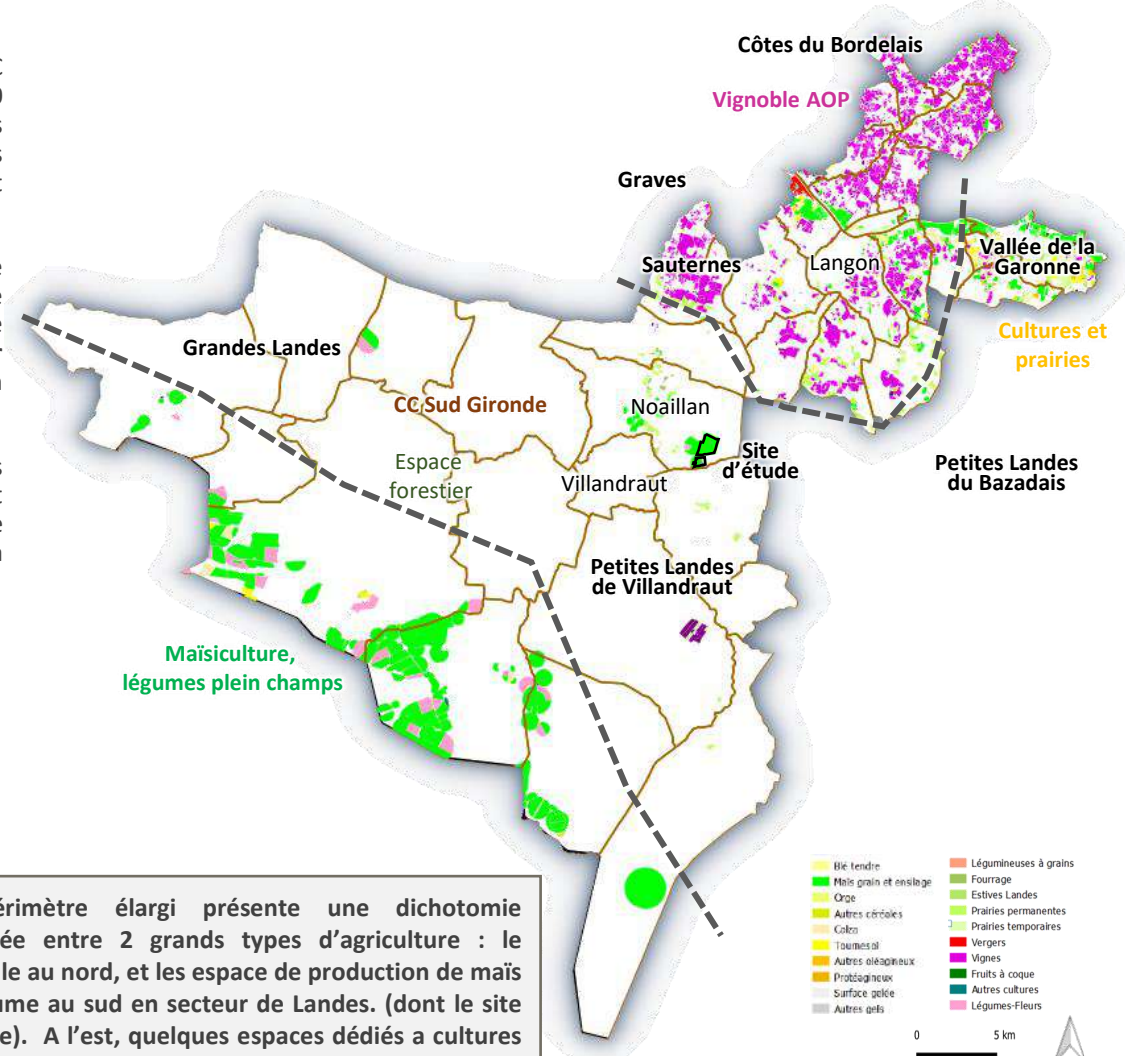 Côtes du Bordelais
Vignoble AOP
Graves
Sauternes
Langon
Vallée de la
Garonne
Cultures et
prairies
Grandes Landes
CC Sud Gironde
Noaillan
Site
d'étude
Espace
forestier
Villandraut
Petites Landes
du Bazadais
Petites Landes
de Villandraut
Maïsiculture,
légumes plein champs
érimètre élargi présente une dichotomie
ée entre 2 grands types d'agriculture : le
le au nord, et les espace de production de maïs
ume au sud en secteur de Landes. (dont le site
e). A l'est, quelques espaces dédiés a cultures
Blé tendre
Maïs grain et ensilage
Orge
Autres céréales
Colza
Tournesol
Autres oléagineux
Protéagineux
Surface gelée
Autres gels
Légumineuses à grains
Fourrage
Estives Landes
Prairies permanentes
Prairies temporaires
Vergers
Vignes
Fruits à coque
Autres cultures
Légumes-Fleurs
0 5 km